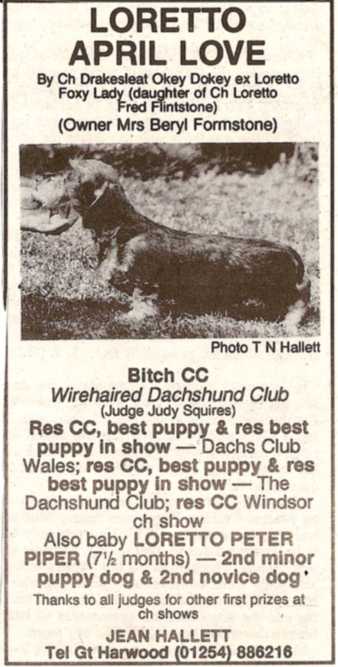 LORETTO
APRIL LOVE
By Ch Drakesleat Okey Dokey ex Loretto
Foxy Lady (daughter of Ch Loretto
Fred Flintstone)
(Owner Mrs Beryl Formstone)
Photo T N Hallett
Bitch CC
Wirehaired Dachshund Club
(Judge Judy Squires)
Res CC, best puppy & res best
puppy in show — Dachs Club
Wales; res CC, best puppy & res
best puppy in show — The
Dachshund Club; res CC Windsor
ch show
Also baby LORETTO PETER
PIPER (7½ months) — 2nd minor
puppy dog & 2nd novice dog
Thanks to all judges for other first prizes at
ch shows
JEAN HALLETT
Tel Gt Harwood (01254) 886216